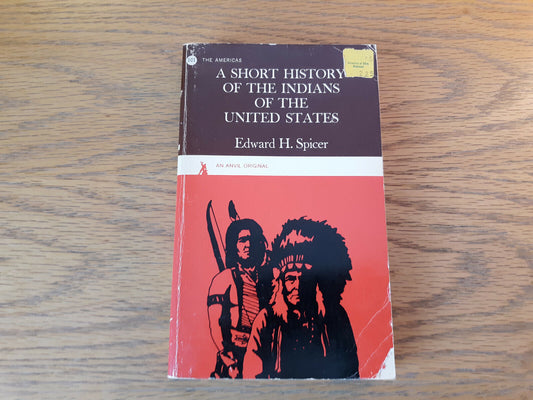 THE AMERICAS
A SHORT HISTORY
OF THE INDIANS
OF THE
UNITED STATES
Edward H. Spicer
AN ANVIL ORIGINAL